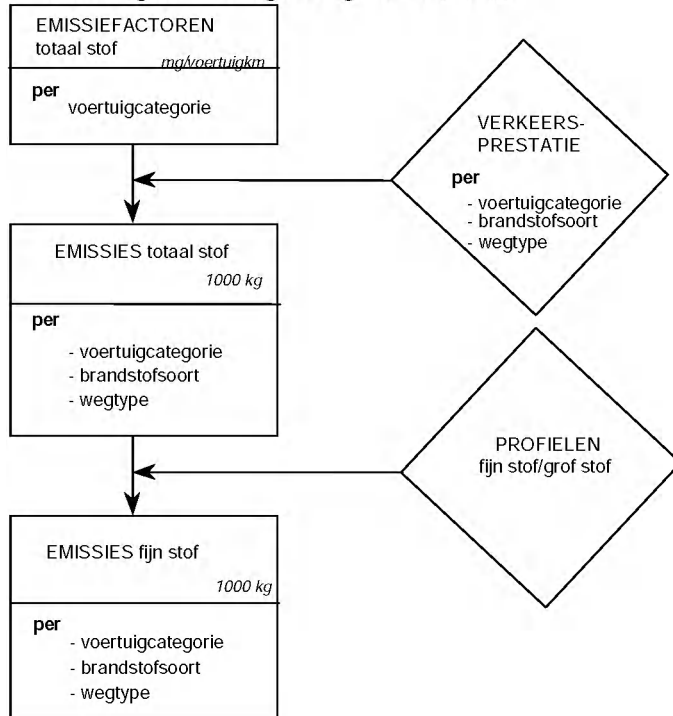 EMISSIEFACTOREN
totaal stof
mg/voertuigkm
per
voertuigcategorie
VERKEERS-
PRESTATIE
per
- voertuigcategorie
- brandstofsoort
- wegtype
EMISSIES totaal stof
1000 kg
per
- voertuigcategorie
- brandstofsoort
- wegtype
PROFIELEN
fijn stof/grof stof
EMISSIES fijn stof
1000 kg
per
- voertuigcategorie
- brandstofsoort
- wegtype